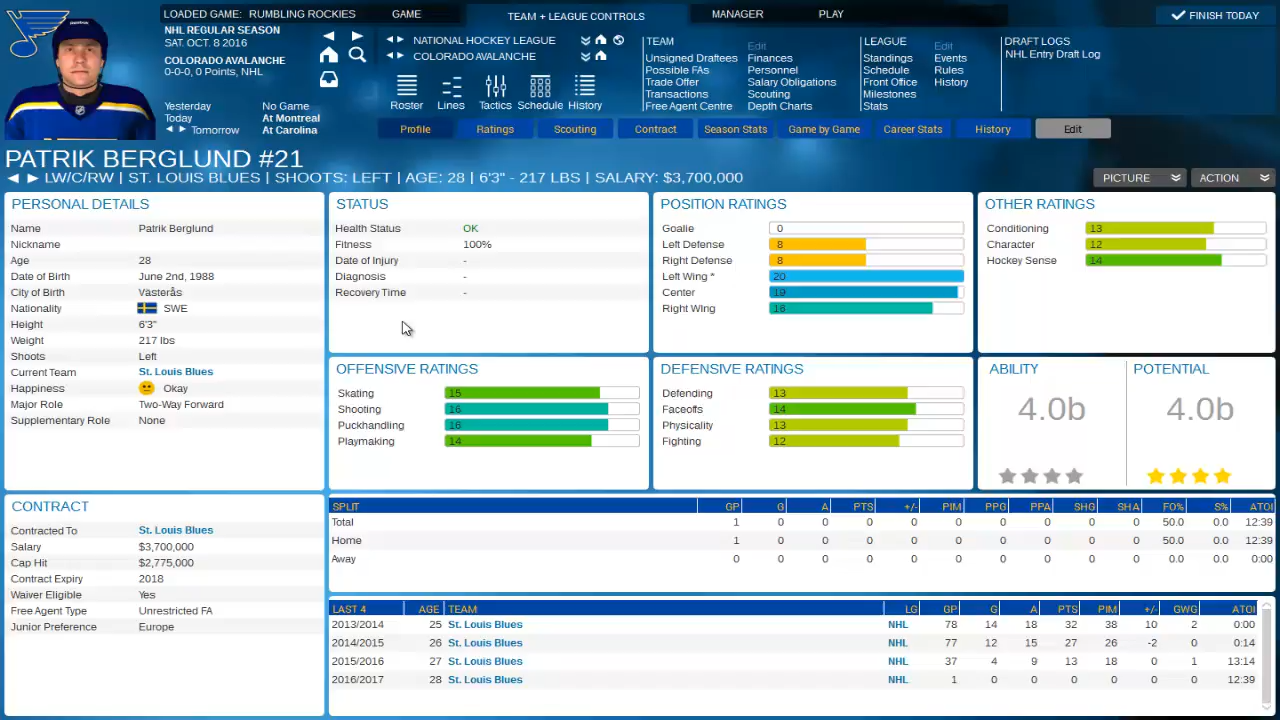 LOADED GAME: RUMBLING ROCKIES
GAME
TEAM + LEAGUE CONTROLS
MANAGER
PLAY
FINISH TODAY
NHL REGULAR SEASON
SAT. OCT. 8 2016
COLORADO AVALANCHE
0-0-0, 0 Points, NHL
Yesterday No Game
Today At Montreal
Tomorrow At Carolina
NATIONAL HOCKEY LEAGUE
COLORADO AVALANCHE
Roster Lines Tactics Schedule History
TEAM
Unsigned Draftees
Possible FAs
Trade Offer
Transactions
Free Agent Centre
Edit
Finances
Personnel
Salary Obligations
Scouting
Depth Charts
LEAGUE
Standings
Schedule
Front Office
Milestones
Stats
Edit
Events
Rules
History
DRAFT LOGS
NHL Entry Draft Log
Profile Ratings Scouting Contract Season Stats Game by Game Career Stats History Edit
PATRIK BERGLUND #21
LW/C/RW | ST. LOUIS BLUES | SHOOTS: LEFT | AGE: 28 | 6'3" - 217 LBS | SALARY: $3,700,000
PICTURE
ACTION
PERSONAL DETAILS
Name Patrik Berglund
Nickname
Age 28
Date of Birth June 2nd, 1988
City of Birth Västerås
Nationality SWE
Height 6'3"
Weight 217 lbs
Shoots Left
Current Team St. Louis Blues
Happiness Okay
Major Role Two-Way Forward
Supplementary Role None
STATUS
Health Status OK
Fitness 100%
Date of Injury -
Diagnosis -
Recovery Time -
POSITION RATINGS
Goalie 0
Left Defense 8
Right Defense 8
Left Wing * 20
Center 19
Right Wing 16
OTHER RATINGS
Conditioning 13
Character 12
Hockey Sense 14
OFFENSIVE RATINGS
Skating 15
Shooting 16
Puckhandling 16
Playmaking 14
DEFENSIVE RATINGS
Defending 13
Faceoffs 14
Physicality 13
Fighting 12
ABILITY
4.0b
POTENTIAL
4.0b
CONTRACT
Contracted To St. Louis Blues
Salary $3,700,000
Cap Hit $2,775,000
Contract Expiry 2018
Waiver Eligible Yes
Free Agent Type Unrestricted FA
Junior Preference Europe
SPLIT GP G A PTS +/- PIM PPG PPA SHG SHA FO% S% ATOI
Total 1 0 0 0 0 0 0 0 0 0 50.0 0.0 12:39
Home 1 0 0 0 0 0 0 0 0 0 50.0 0.0 12:39
Away 0 0 0 0 0 0 0 0 0 0 0.0 0.0 0:00
LAST 4 AGE TEAM LG GP G A PTS PIM +/- GWG ATOI
2013/2014 25 St. Louis Blues NHL 78 14 18 32 38 10 2 0:00
2014/2015 26 St. Louis Blues NHL 77 12 15 27 26 -2 0 0:14
2015/2016 27 St. Louis Blues NHL 37 4 9 13 18 0 1 13:14
2016/2017 28 St. Louis Blues NHL 1 0 0 0 0 0 0 12:39